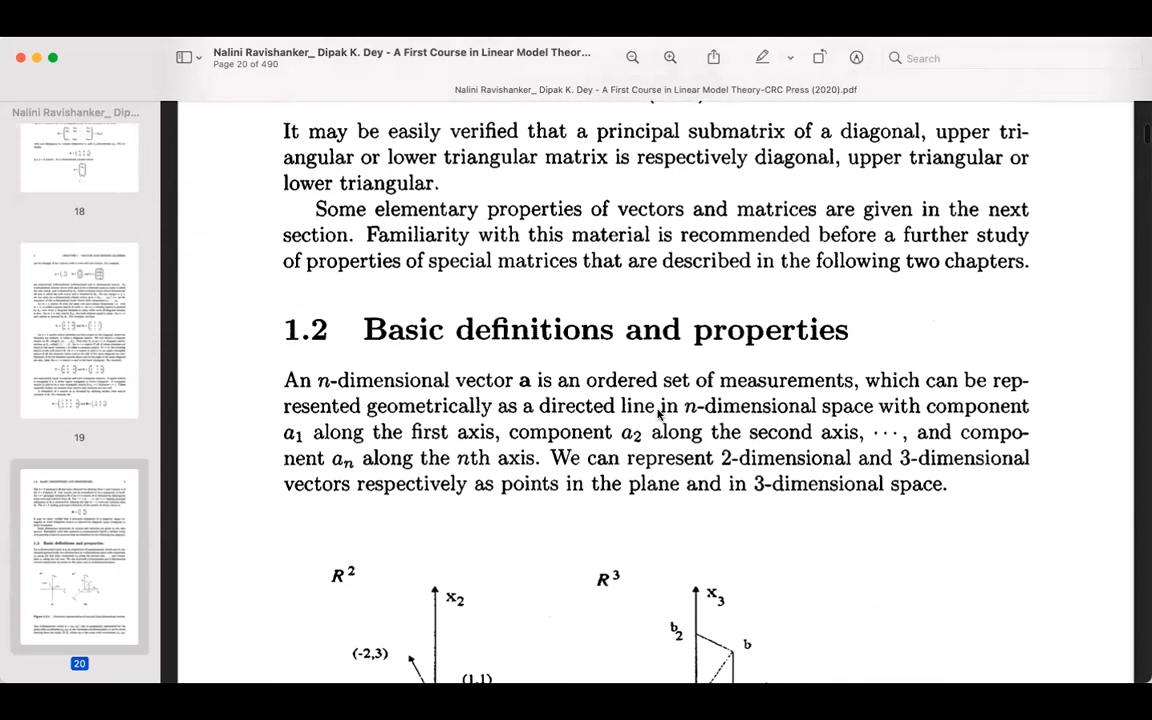 Nalini Ravishanker_ Dipak K. Dey - A First Course in Linear Model Theor...
Page 20 of 490
Search
Nalini Ravishanker_ Dipak K. Dey - A First Course in Linear Model Theory-CRC Press (2020).pdf
Nalini Ravishanker_ Dip...
18
19
20
It may be easily verified that a principal submatrix of a diagonal, upper tri-
angular or lower triangular matrix is respectively diagonal, upper triangular or
lower triangular.
Some elementary properties of vectors and matrices are given in the next
section. Familiarity with this material is recommended before a further study
of properties of special matrices that are described in the following two chapters.
1.2 Basic definitions and properties
An n-dimensional vector a is an ordered set of measurements, which can be rep-
resented geometrically as a directed line in n-dimensional space with component
a₁ along the first axis, component a₂ along the second axis, ···, and compo-
nent aₙ along the nth axis. We can represent 2-dimensional and 3-dimensional
vectors respectively as points in the plane and in 3-dimensional space.
R²
x₂
(-2,3)
(1,1)
R³
x₃
b₂
b